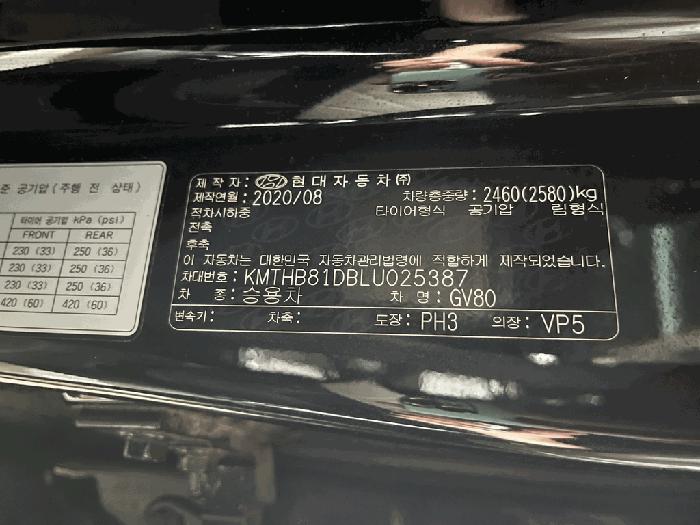 준 공기압 (주행 전 상태)
타이어 공기압 kPa (psi)
FRONT REAR
230 (33) 250 (36)
230 (33) 250 (36)
230 (33) 250 (36)
420 (60) 420 (60)
제 작 자 : 현대자동차㈜
제작연월 : 2020/08 차량총중량 : 2460(2580)kg
적차시하중 타이어형식 공기압 림형식
전축
후축
이 자동차는 대한민국 자동차관리법령에 적합하게 제작되었습니다.
차대번호 : KMTHB81DBLU025387
차 종 : 승용차 차 명 : GV80
변속기 : 차축 : 도장 : PH3 의장 : VP5